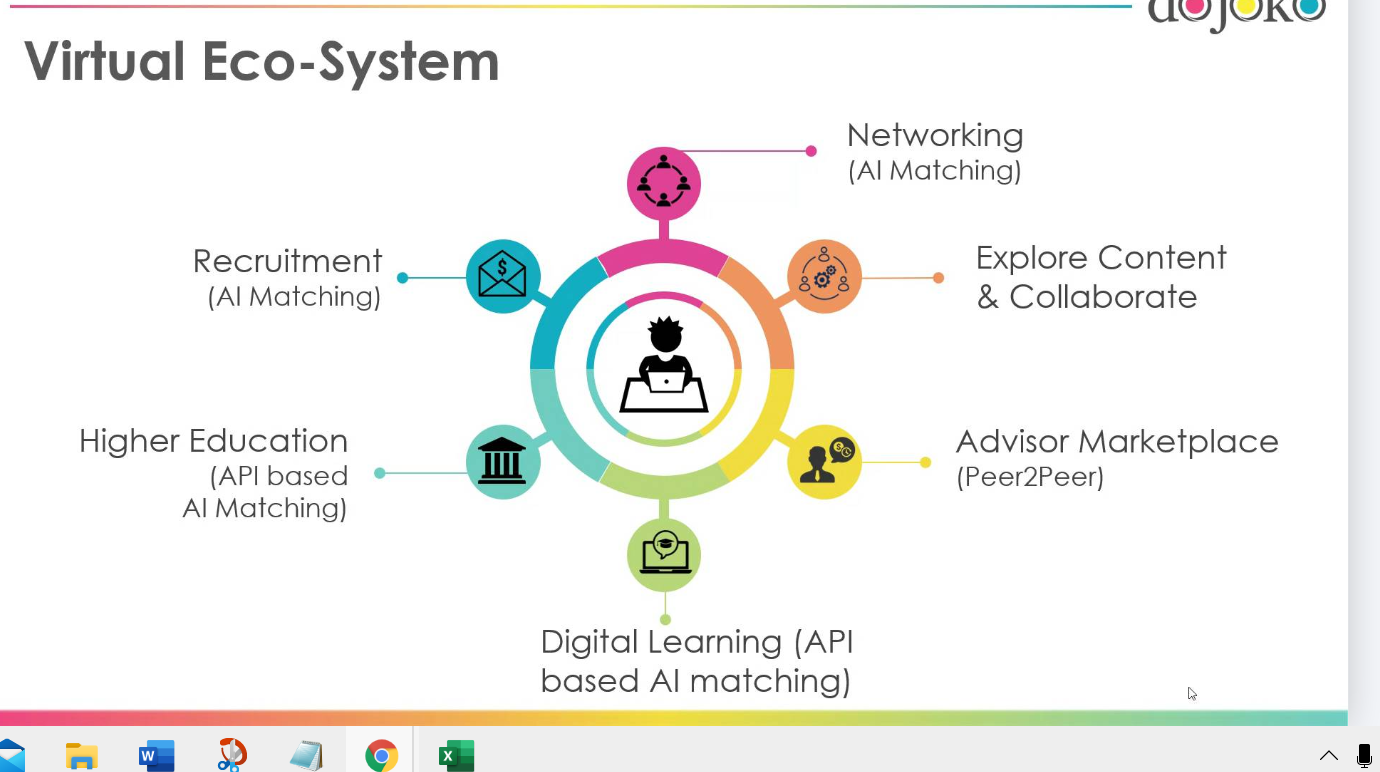 dojoko
Virtual Eco-System
Networking
(AI Matching)
Recruitment
(AI Matching)
Explore Content
& Collaborate
Higher Education
(API based
AI Matching)
Advisor Marketplace
(Peer2Peer)
Digital Learning (API
based AI matching)